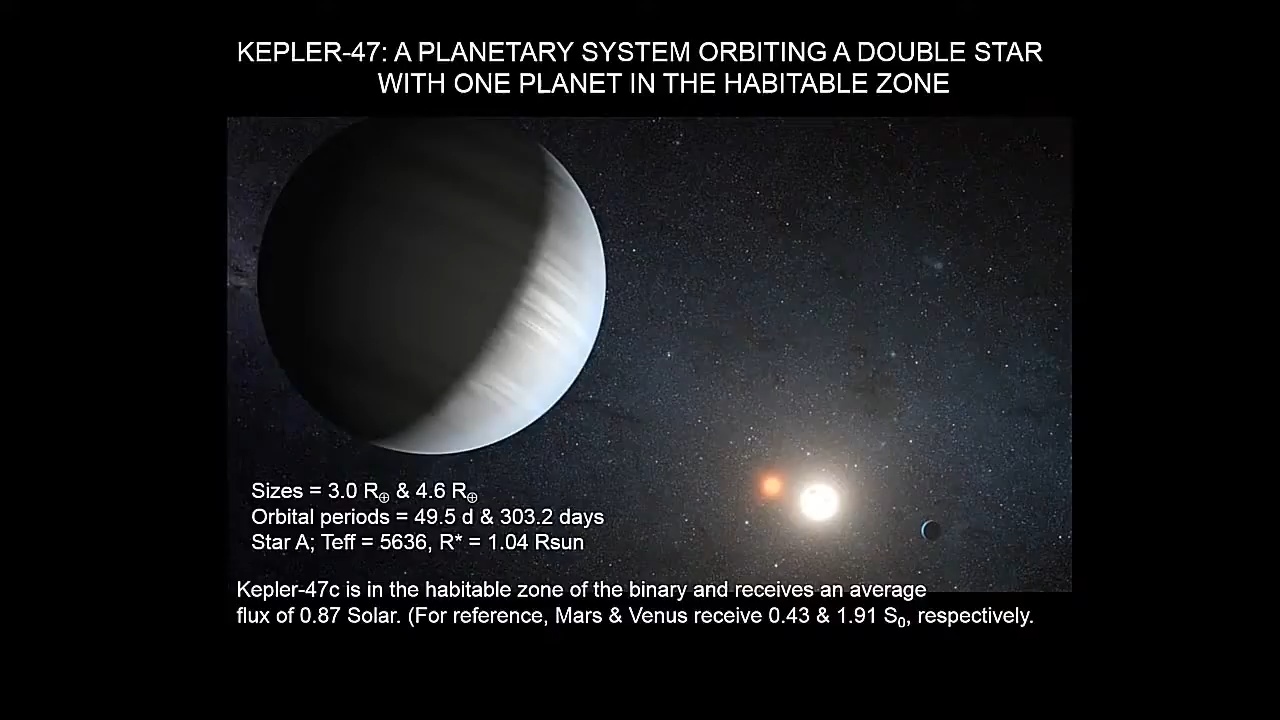 KEPLER-47: A PLANETARY SYSTEM ORBITING A DOUBLE STAR
WITH ONE PLANET IN THE HABITABLE ZONE
Sizes = 3.0 R⊕ & 4.6 R⊕
Orbital periods = 49.5 d & 303.2 days
Star A; Teff = 5636, R* = 1.04 Rsun
Kepler-47c is in the habitable zone of the binary and receives an average
flux of 0.87 Solar. (For reference, Mars & Venus receive 0.43 & 1.91 S₀, respectively.